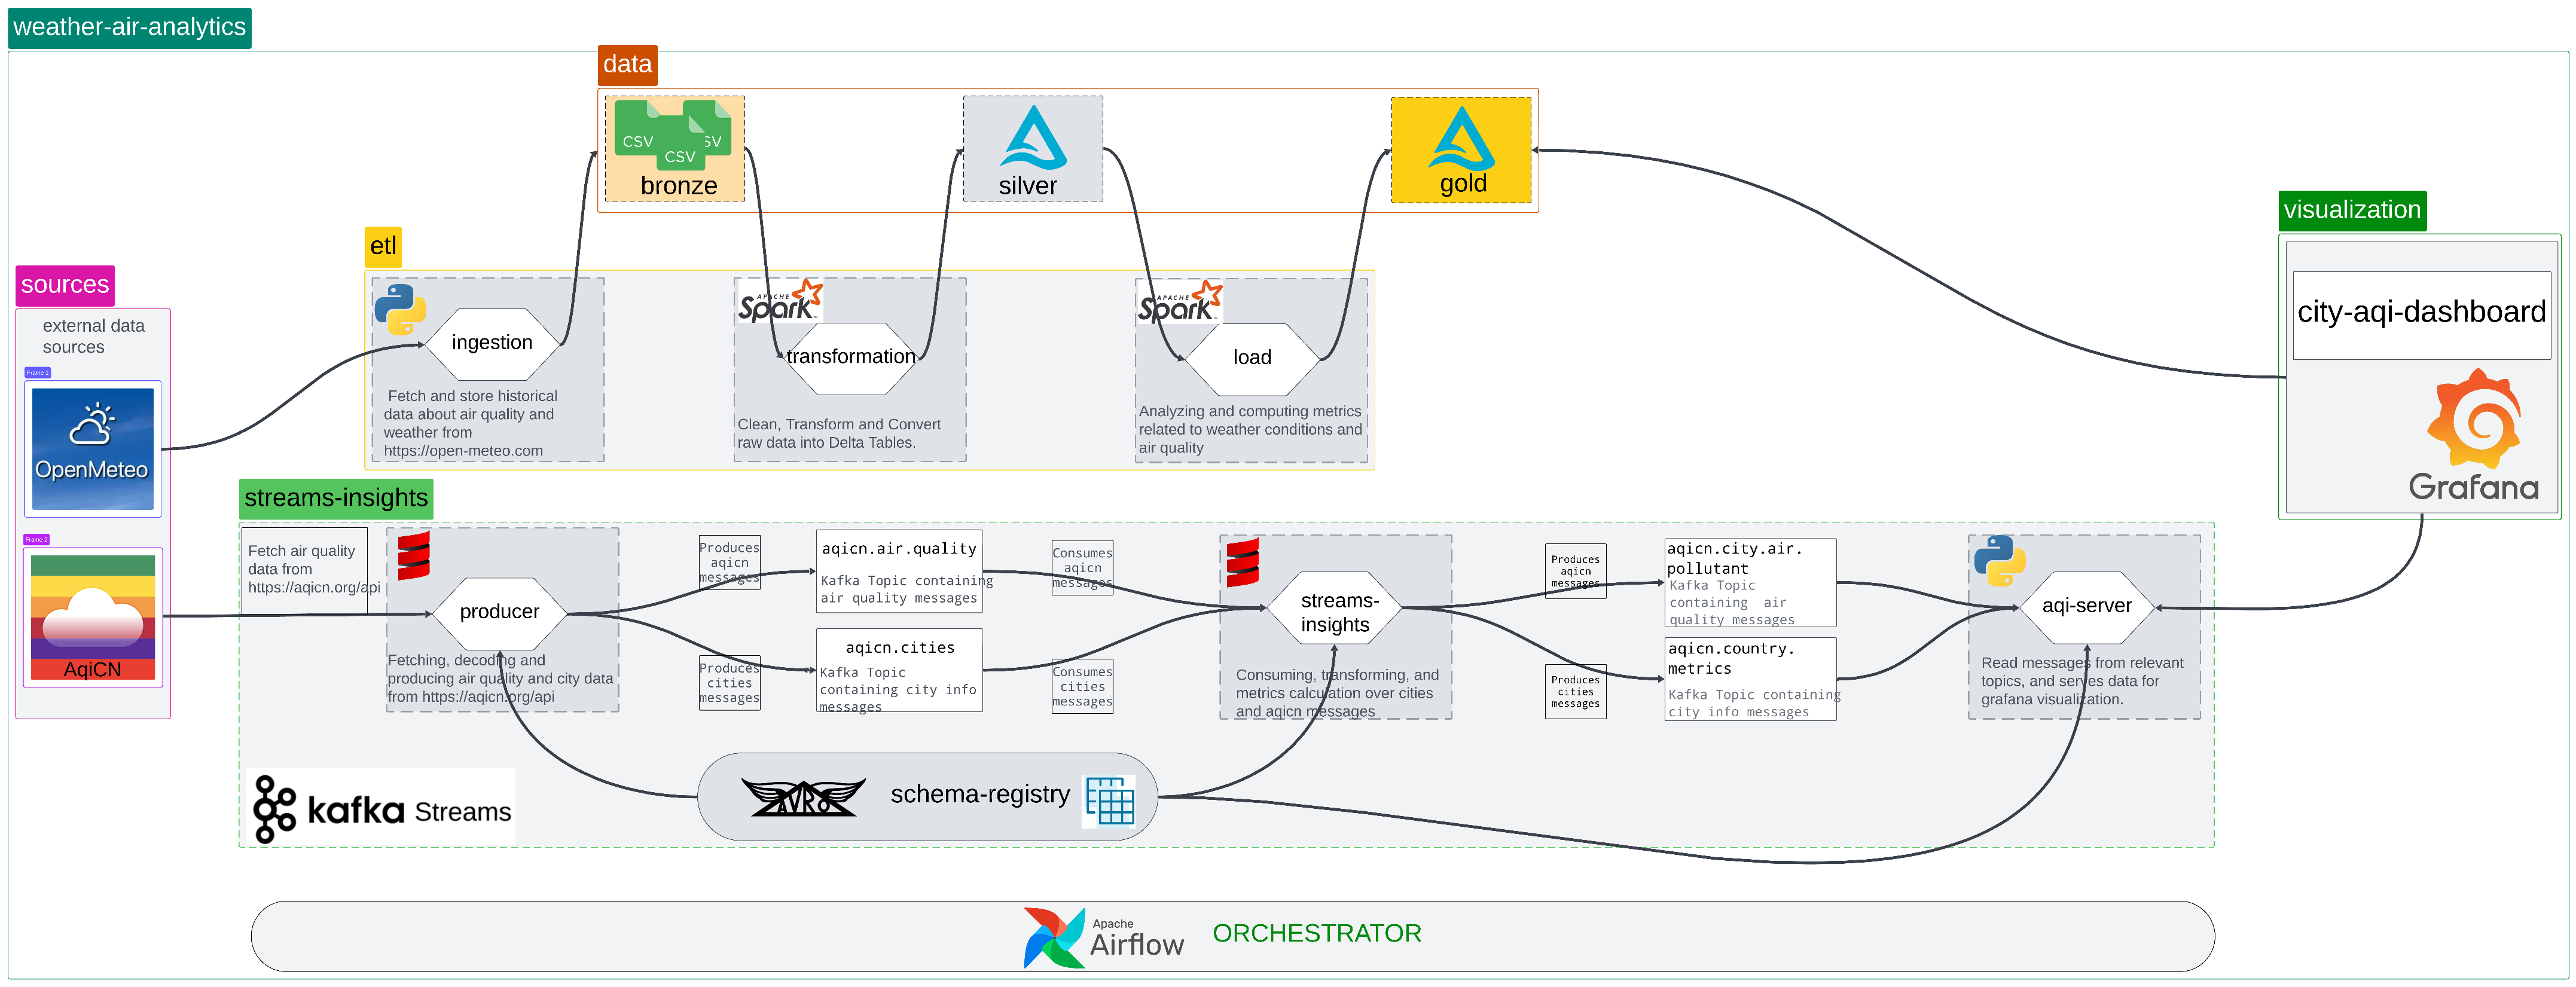 weather-air-analytics
data
CSV
SV
CSV
bronze
silver
gold
visualization
city-aqi-dashboard
Grafana
etl
ingestion
Fetch and store historical
data about air quality and
weather from
https://open-meteo.com
APACHE
Spark™
transformation
Clean, Transform and Convert
raw data into Delta Tables.
APACHE
Spark™
load
Analyzing and computing metrics
related to weather conditions and
air quality
sources
external data
sources
Frame 1
OpenMeteo
Frame 2
AqiCN
streams-insights
Fetch air quality
data from
https://aqicn.org/api
producer
Fetching, decoding and
producing air quality and city data
from https://aqicn.org/api
Produces
aqicn
messages
Produces
cities
messages
aqicn.air.quality
Kafka Topic containing
air quality messages
aqicn.cities
Kafka Topic
containing city info
messages
Consumes
aqicn
messages
Consumes
cities
messages
streams-
insights
Consuming, transforming, and
metrics calculation over cities
and aqicn messages
Produces
aqicn
messages
Produces
cities
messages
aqicn.city.air.
pollutant
Kafka Topic
containing air
quality messages
aqicn.country.
metrics
Kafka Topic containing
city info messages
aqi-server
Read messages from relevant
topics, and serves data for
grafana visualization.
kafka Streams
AVRO
schema-registry
Apache
Airflow
ORCHESTRATOR